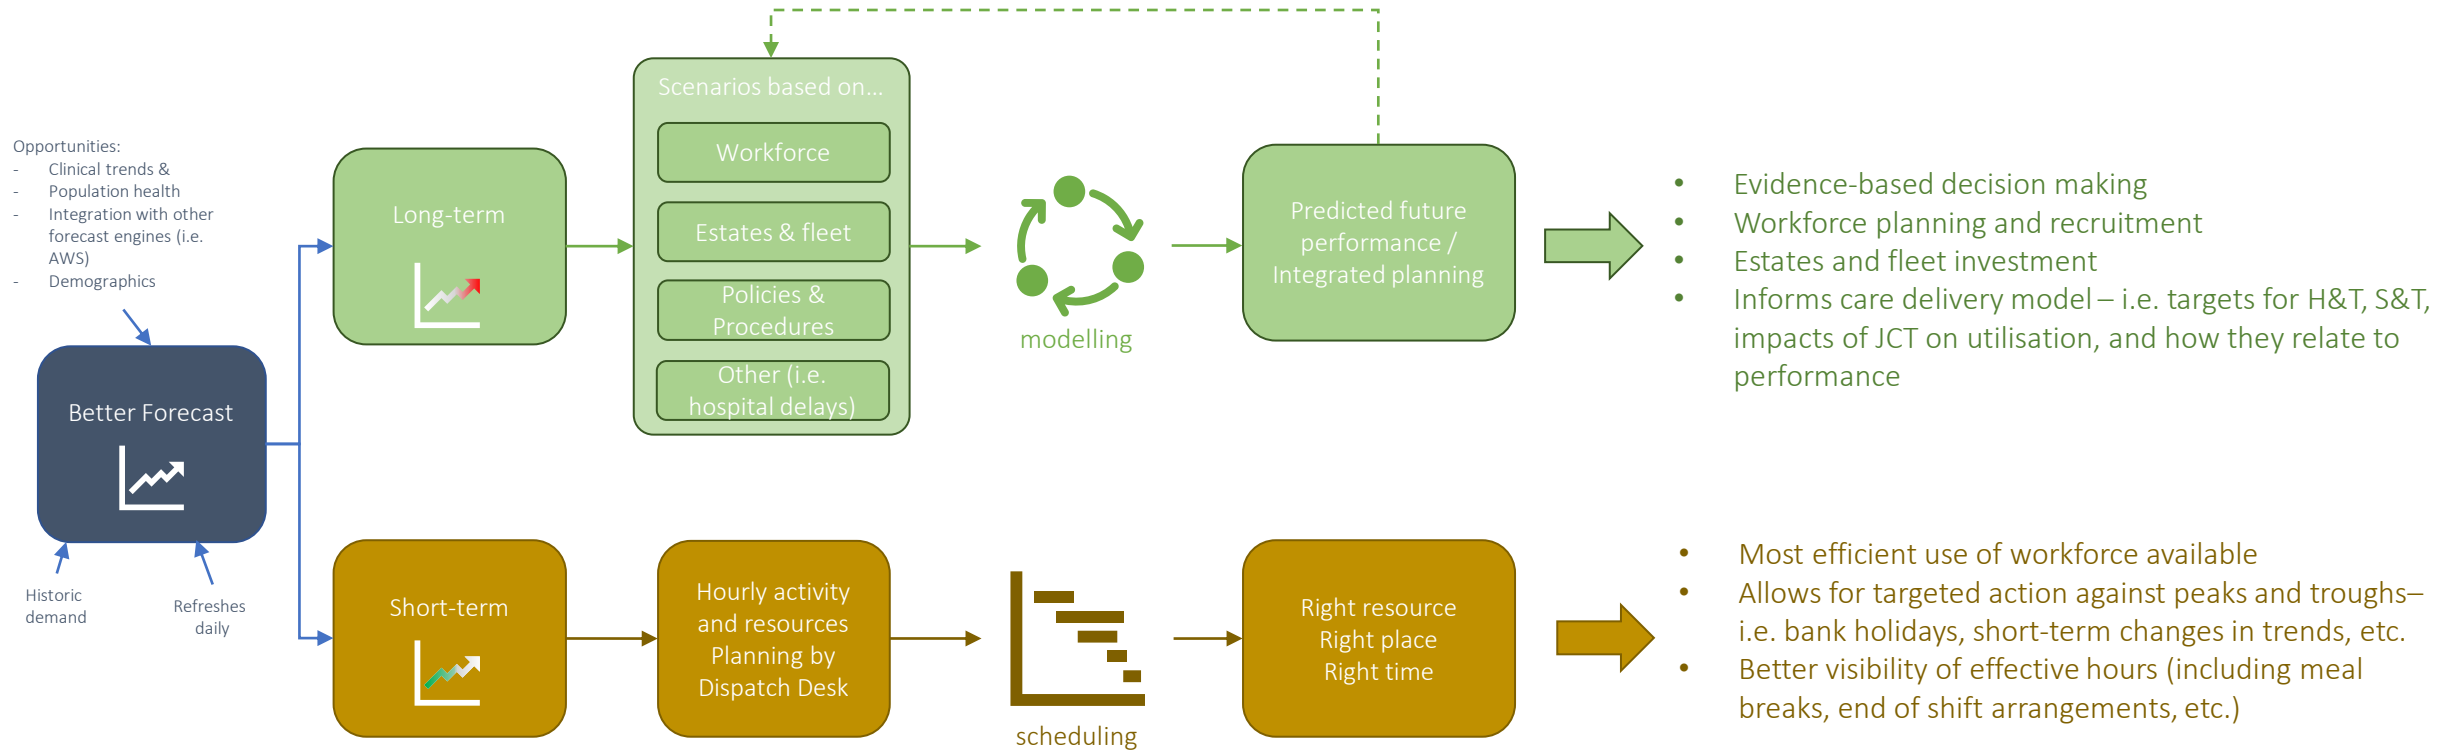 Opportunities:
- Clinical trends &
- Population health
- Integration with other
forecast engines (i.e.
AWS)
- Demographics
Better Forecast
Historic
demand
Refreshes
daily
Long-term
Scenarios based on...
Workforce
Estates & fleet
Policies &
Procedures
Other (i.e.
hospital delays)
modelling
Predicted future
performance /
Integrated planning
• Evidence-based decision making
• Workforce planning and recruitment
• Estates and fleet investment
• Informs care delivery model – i.e. targets for H&T, S&T,
impacts of JCT on utilisation, and how they relate to
performance
Short-term
Hourly activity
and resources
Planning by
Dispatch Desk
scheduling
Right resource
Right place
Right time
• Most efficient use of workforce available
• Allows for targeted action against peaks and troughs–
i.e. bank holidays, short-term changes in trends, etc.
• Better visibility of effective hours (including meal
breaks, end of shift arrangements, etc.)